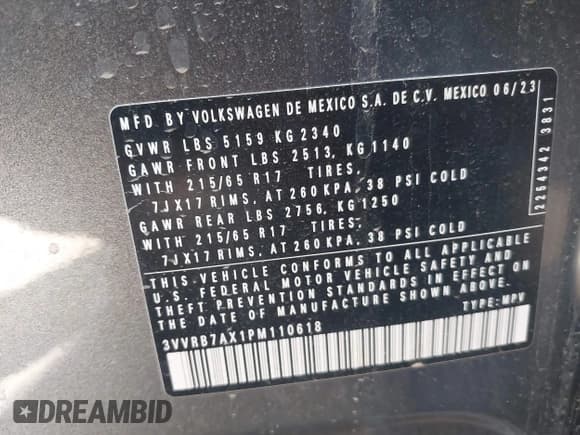 MFD BY VOLKSWAGEN DE MEXICO S.A. DE C.V. MEXICO 06/23
GVWR LBS 5159 KG 2340
GAWR FRONT LBS 2513, KG 1140
WITH 215/65 R17 TIRES,
7JX17 RIMS, AT 260 KPA, 38 PSI COLD
GAWR REAR LBS 2756, KG 1250
WITH 215/65 R17 TIRES,
7JX17 RIMS, AT 260 KPA, 38 PSI COLD
THIS VEHICLE CONFORMS TO ALL APPLICABLE
U.S. FEDERAL MOTOR VEHICLE SAFETY AND
THEFT PREVENTION STANDARDS IN EFFECT ON
THE DATE OF MANUFACTURE SHOWN ABOVE.
3VVRB7AX1PM110618 TYPE: MPV
2254342 3831
DREAMBID